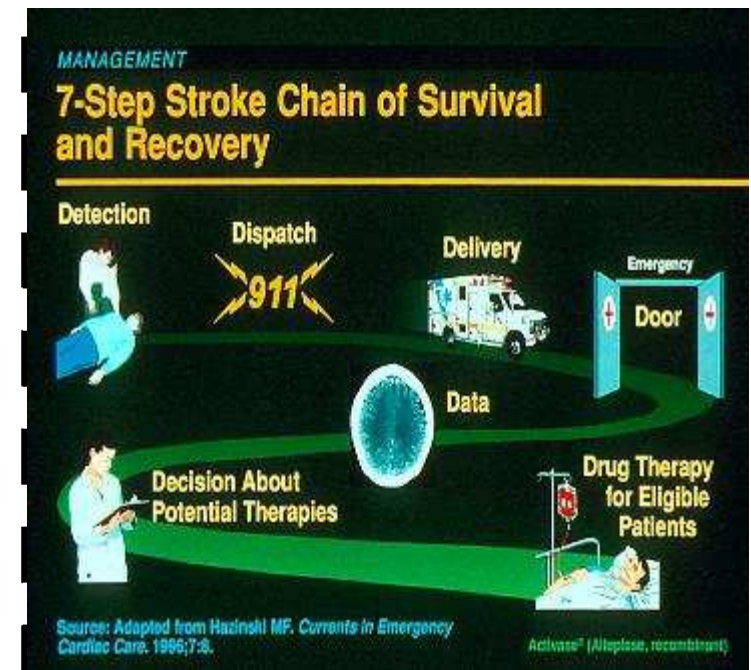 MANAGEMENT
7-Step Stroke Chain of Survival
and Recovery
Detection
Dispatch
911
Delivery
Emergency
Door
Data
Decision About
Potential Therapies
Drug Therapy
for Eligible
Patients
Source: Adapted from Hazinski MF. Currents in Emergency
Cardiac Care. 1996;7:8.
Activase® (Alteplase, recombinant)